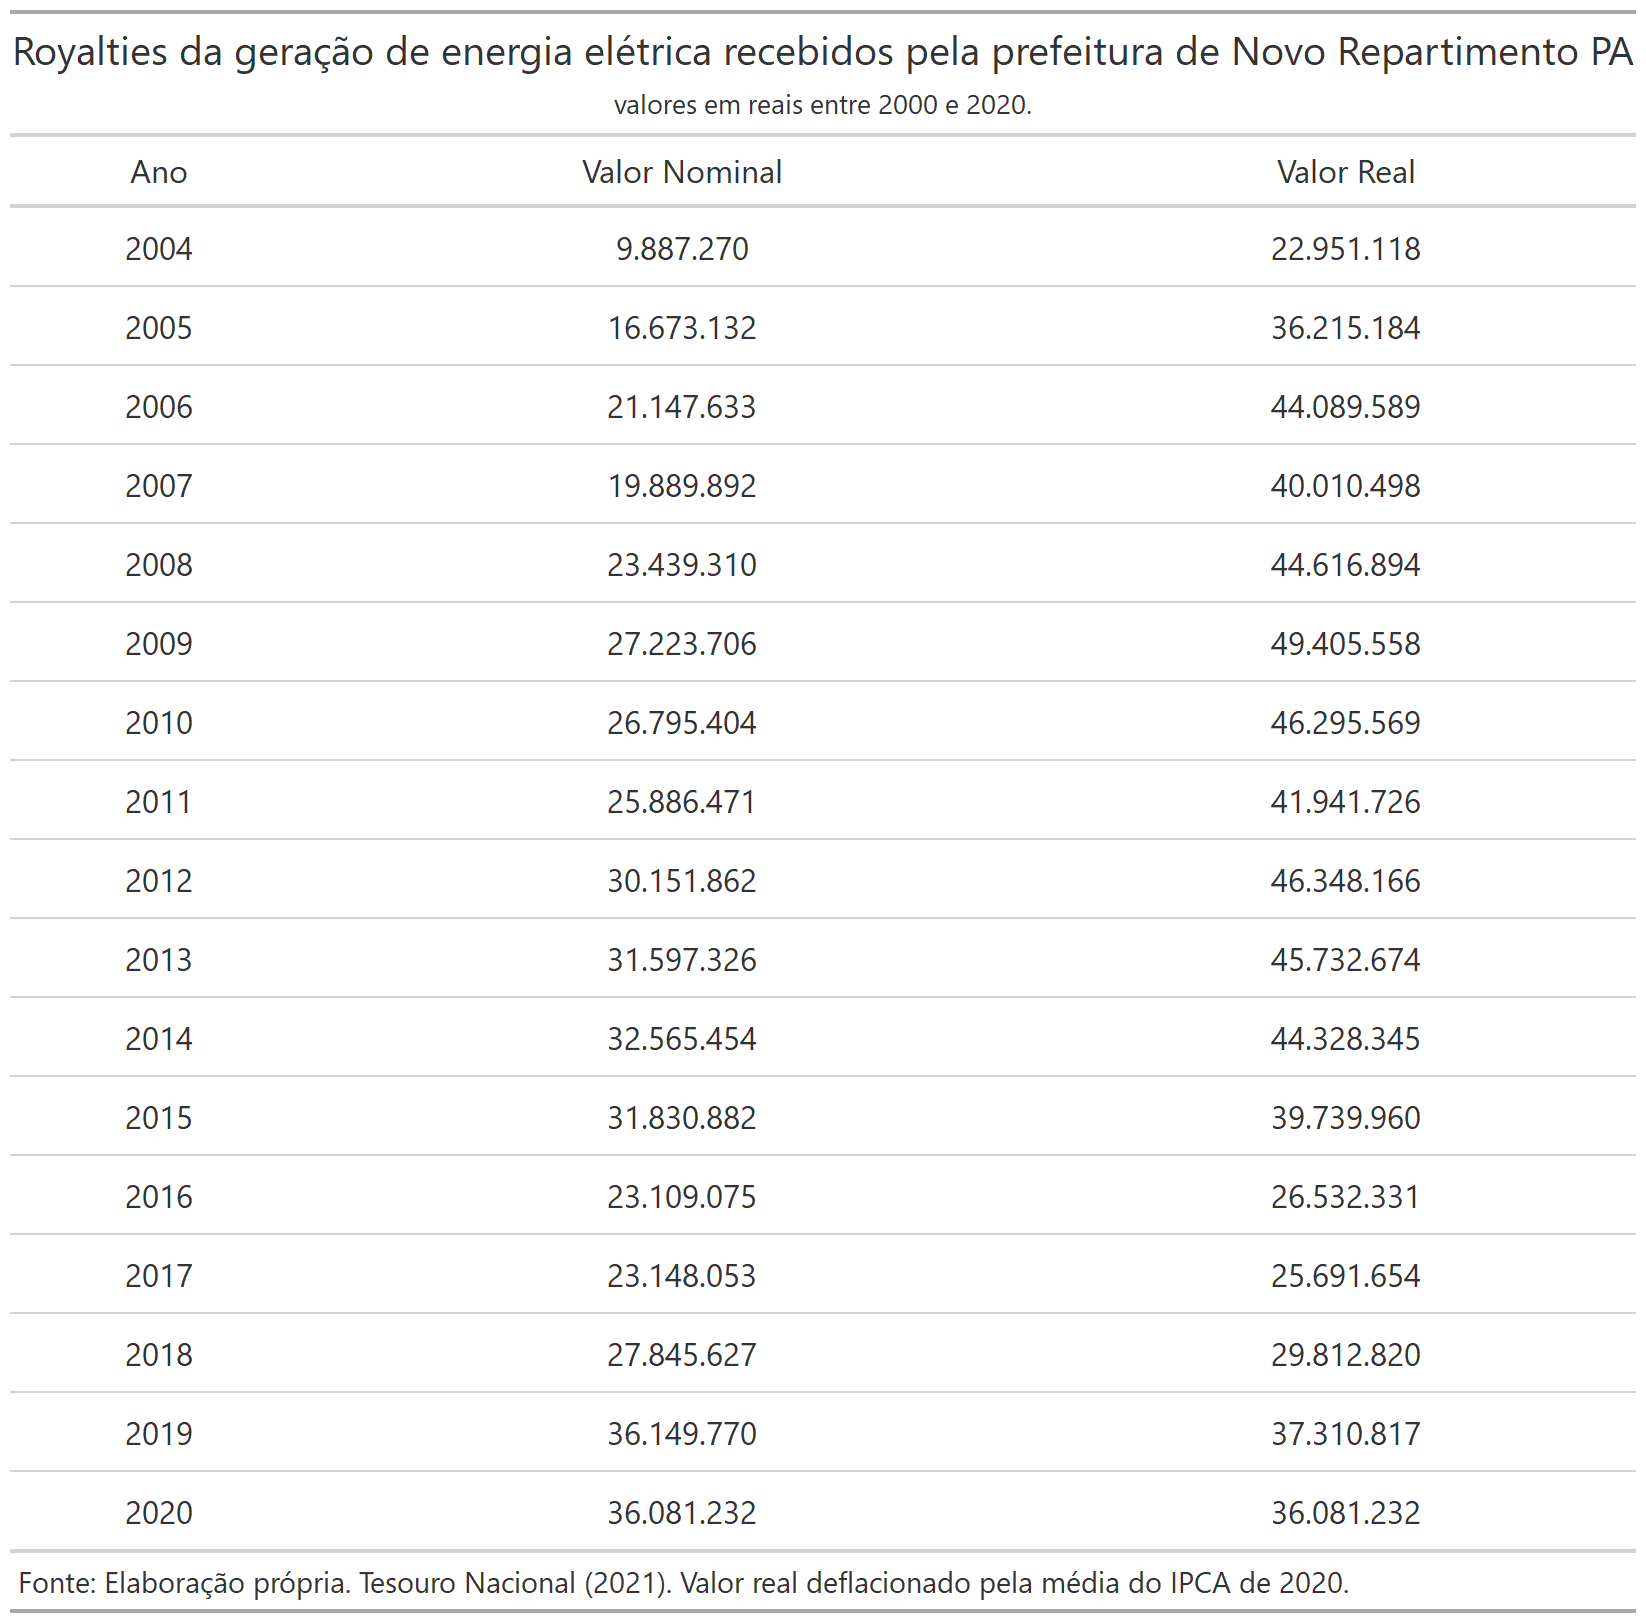 Royalties da geração de energia elétrica recebidos pela prefeitura de Novo Repartimento PA
valores em reais entre 2000 e 2020.
Ano Valor Nominal Valor Real
2004 9.887.270 22.951.118
2005 16.673.132 36.215.184
2006 21.147.633 44.089.589
2007 19.889.892 40.010.498
2008 23.439.310 44.616.894
2009 27.223.706 49.405.558
2010 26.795.404 46.295.569
2011 25.886.471 41.941.726
2012 30.151.862 46.348.166
2013 31.597.326 45.732.674
2014 32.565.454 44.328.345
2015 31.830.882 39.739.960
2016 23.109.075 26.532.331
2017 23.148.053 25.691.654
2018 27.845.627 29.812.820
2019 36.149.770 37.310.817
2020 36.081.232 36.081.232
Fonte: Elaboração própria. Tesouro Nacional (2021). Valor real deflacionado pela média do IPCA de 2020.